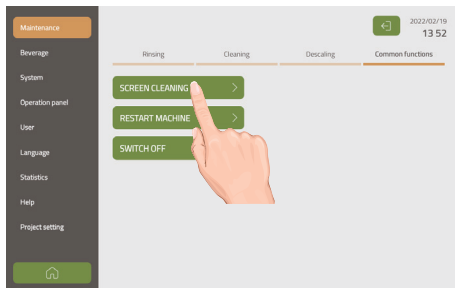 Maintenance
Beverage
System
Operation panel
User
Language
Statistics
Help
Project setting
2022/02/19
13 52
Rinsing
Cleaning
Descaling
Common functions
SCREEN CLEANING
RESTART MACHINE
SWITCH OFF